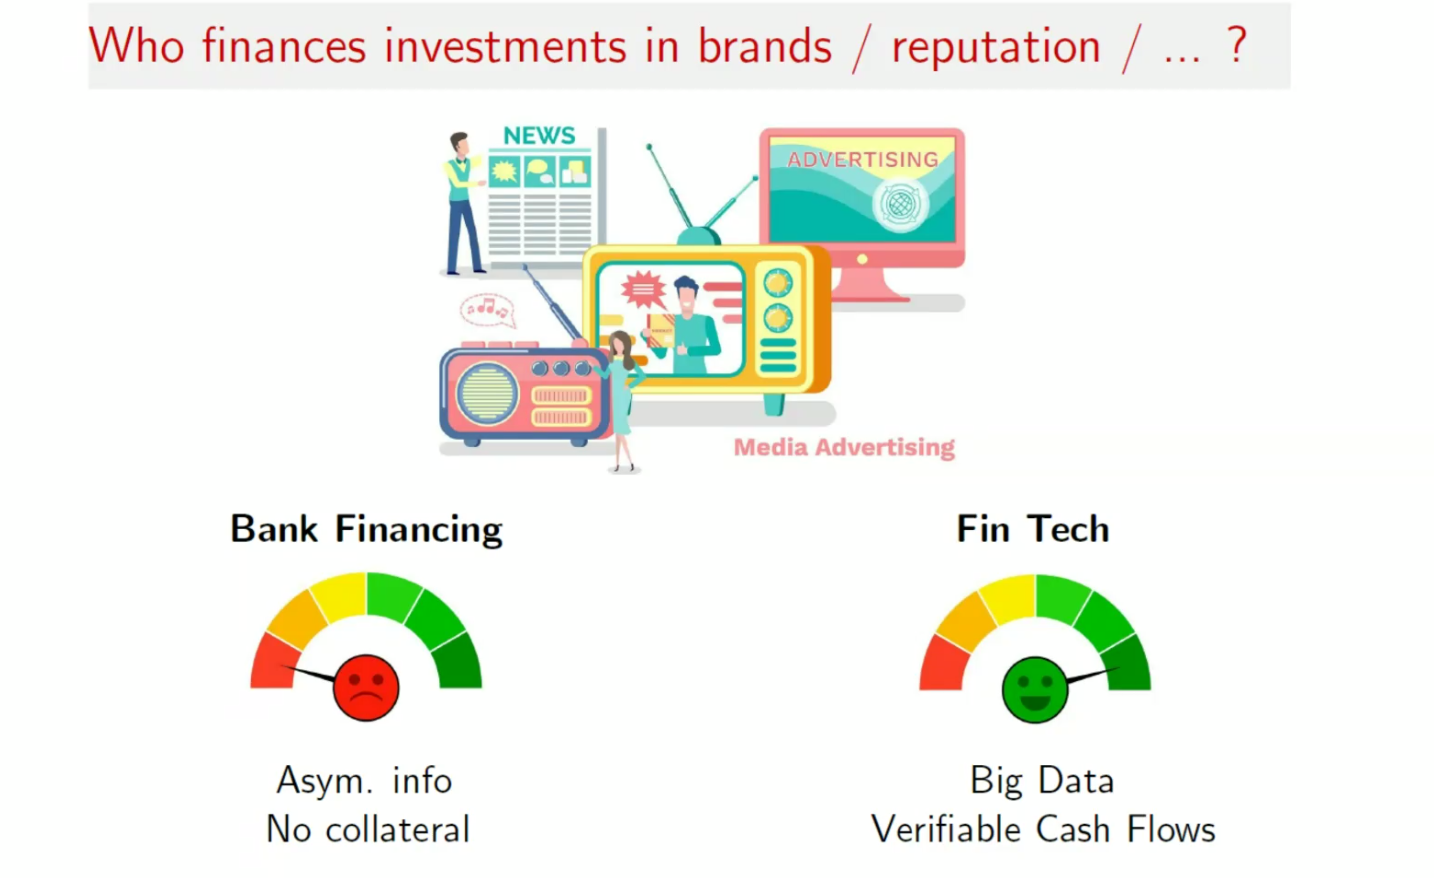 Who finances investments in brands / reputation / ... ?
NEWS
ADVERTISING
Media Advertising
Bank Financing
Fin Tech
Asym. info
No collateral
Big Data
Verifiable Cash Flows